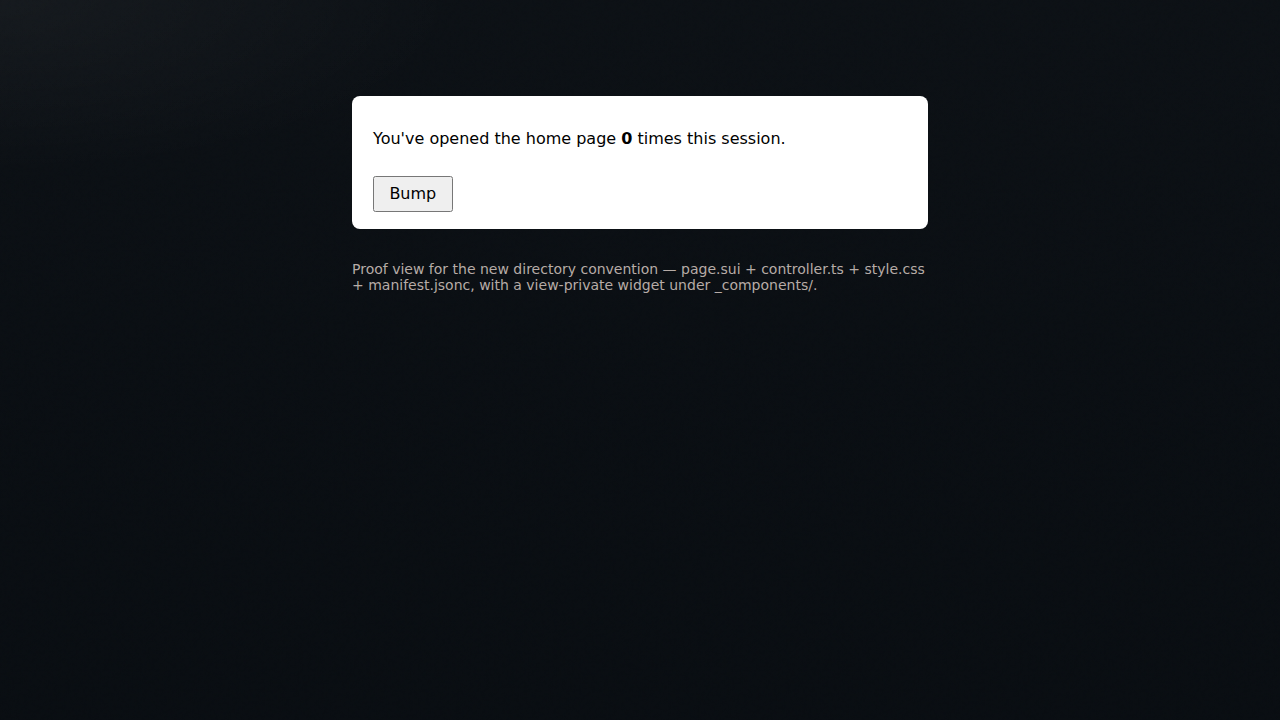 You've opened the home page 0 times this session.
Bump
Proof view for the new directory convention — page.sui + controller.ts + style.css
+ manifest.jsonc, with a view-private widget under _components/.